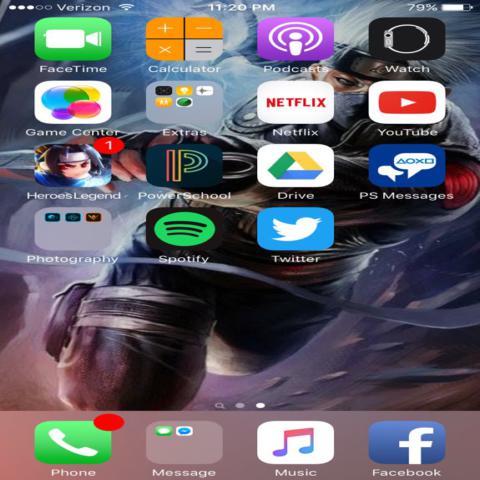 Verizon 11:20 PM 79%
FaceTime Calculator Podcasts Watch
NETFLIX
Game Center Extras Netflix YouTube
1
P
HeroesLegend PowerSchool Drive PS Messages
Photography Spotify Twitter
f
Phone Message Music Facebook